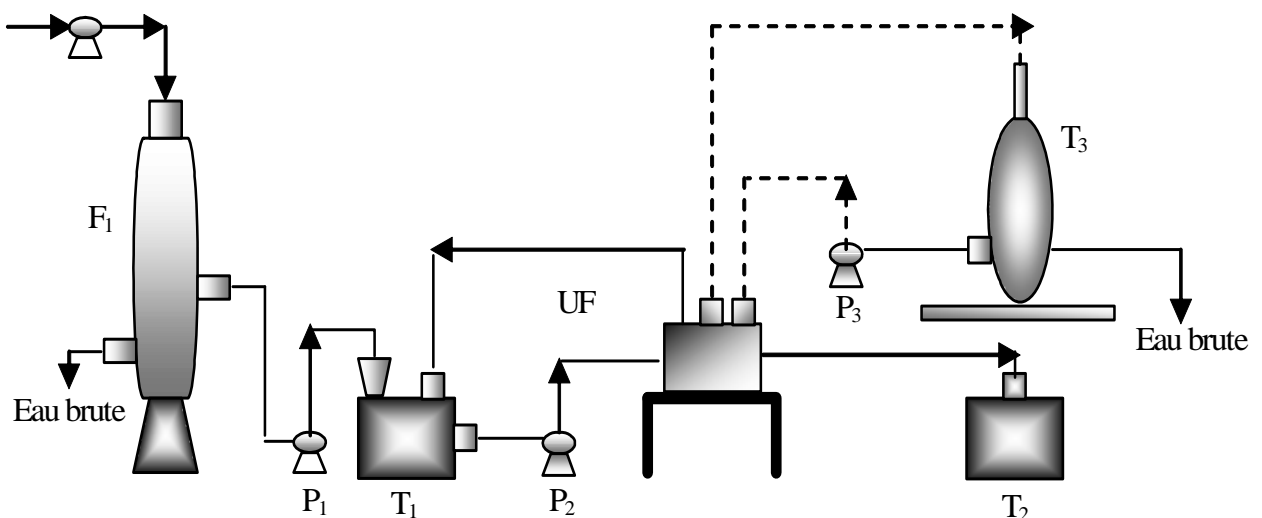 T₃
F₁
UF
P₃
Eau brute
Eau brute
P₁
T₁
P₂
T₂